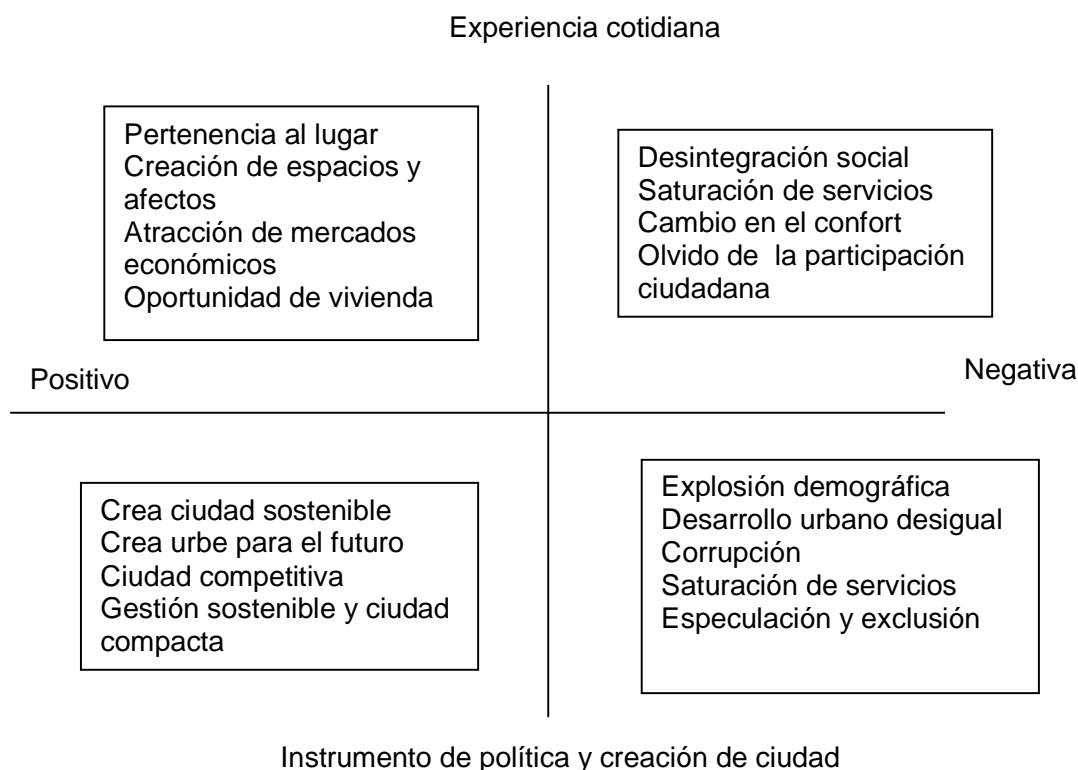 Experiencia cotidiana
Pertenencia al lugar
Creación de espacios y
afectos
Atracción de mercados
económicos
Oportunidad de vivienda
Desintegración social
Saturación de servicios
Cambio en el confort
Olvido de la participación
ciudadana
Positivo
Negativa
Crea ciudad sostenible
Crea urbe para el futuro
Ciudad competitiva
Gestión sostenible y ciudad
compacta
Explosión demográfica
Desarrollo urbano desigual
Corrupción
Saturación de servicios
Especulación y exclusión
Instrumento de política y creación de ciudad